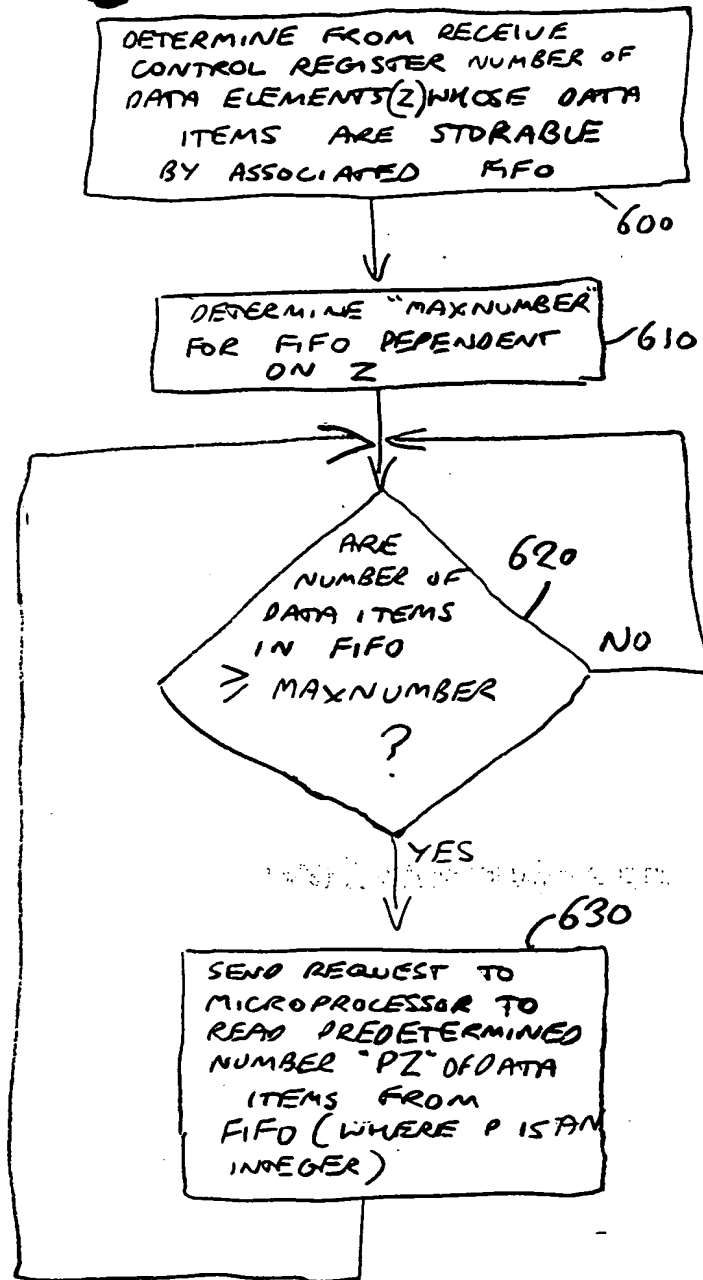 DETERMINE FROM RECEIVE
CONTROL REGISTER NUMBER OF
DATA ELEMENTS(Z)WHOSE DATA
ITEMS ARE STORABLE
BY ASSOCIATED FIFO
600
DETERMINE "MAXNUMBER"
FOR FIFO DEPENDENT
ON Z
610
ARE
NUMBER OF
DATA ITEMS
IN FIFO
≥ MAXNUMBER
?
620
NO
YES
630
SEND REQUEST TO
MICROPROCESSOR TO
READ PREDETERMINED
NUMBER "PZ" OF DATA
ITEMS FROM
FIFO (WHERE P IS AN
INTEGER)